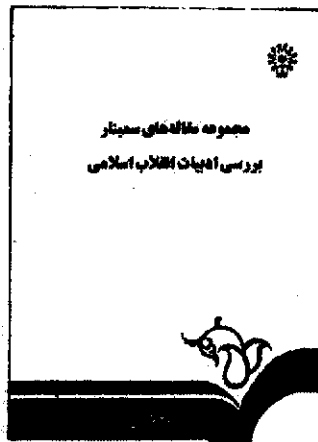 مجموعه مقاله‌های سمینار
بررسی ادبیات انقلاب اسلامی